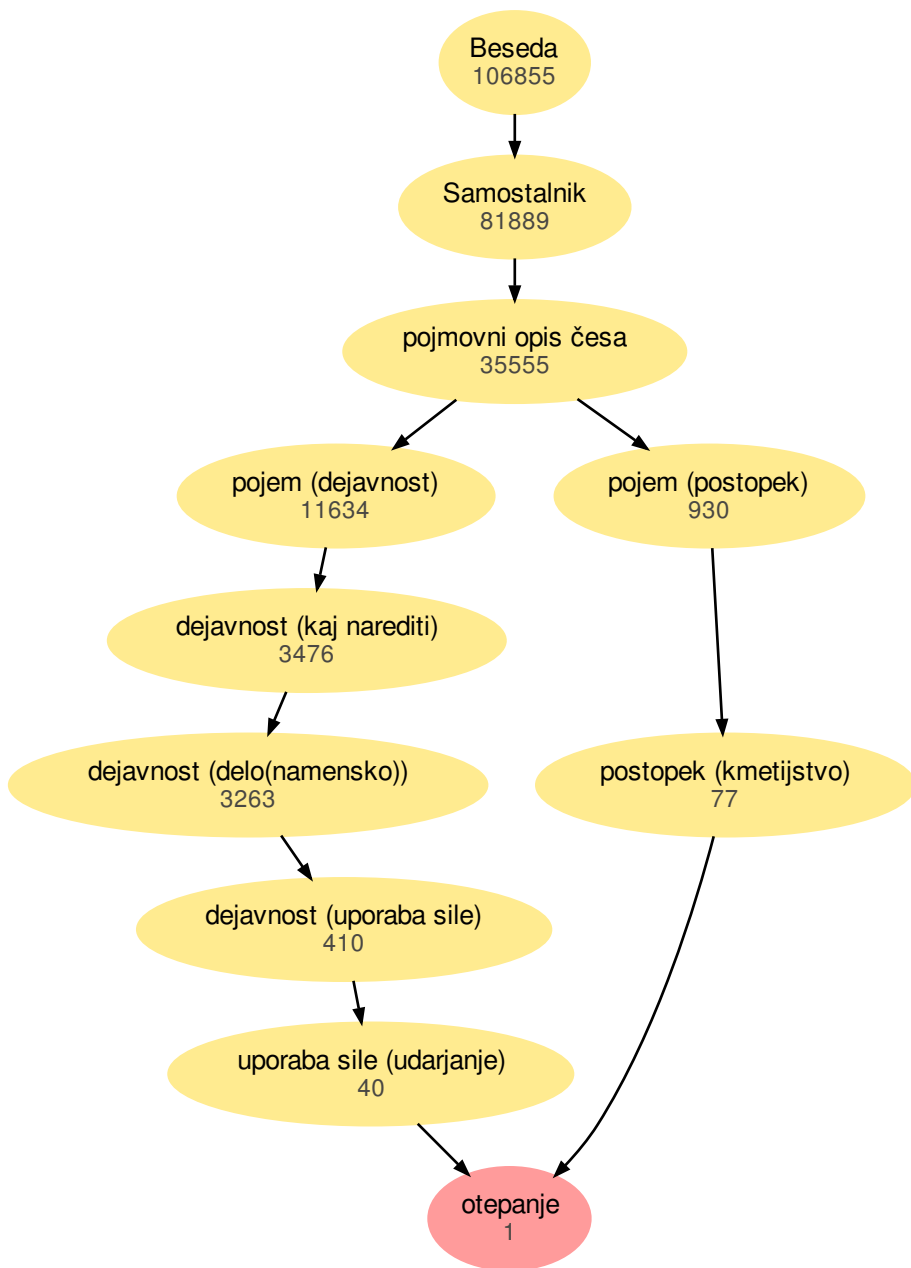 Beseda
106855
Samostalnik
81889
pojmovni opis česa
35555
pojem (dejavnost)
11634
pojem (postopek)
930
dejavnost (kaj narediti)
3476
dejavnost (delo(namensko))
3263
postopek (kmetijstvo)
77
dejavnost (uporaba sile)
410
uporaba sile (udarjanje)
40
otepanje
1